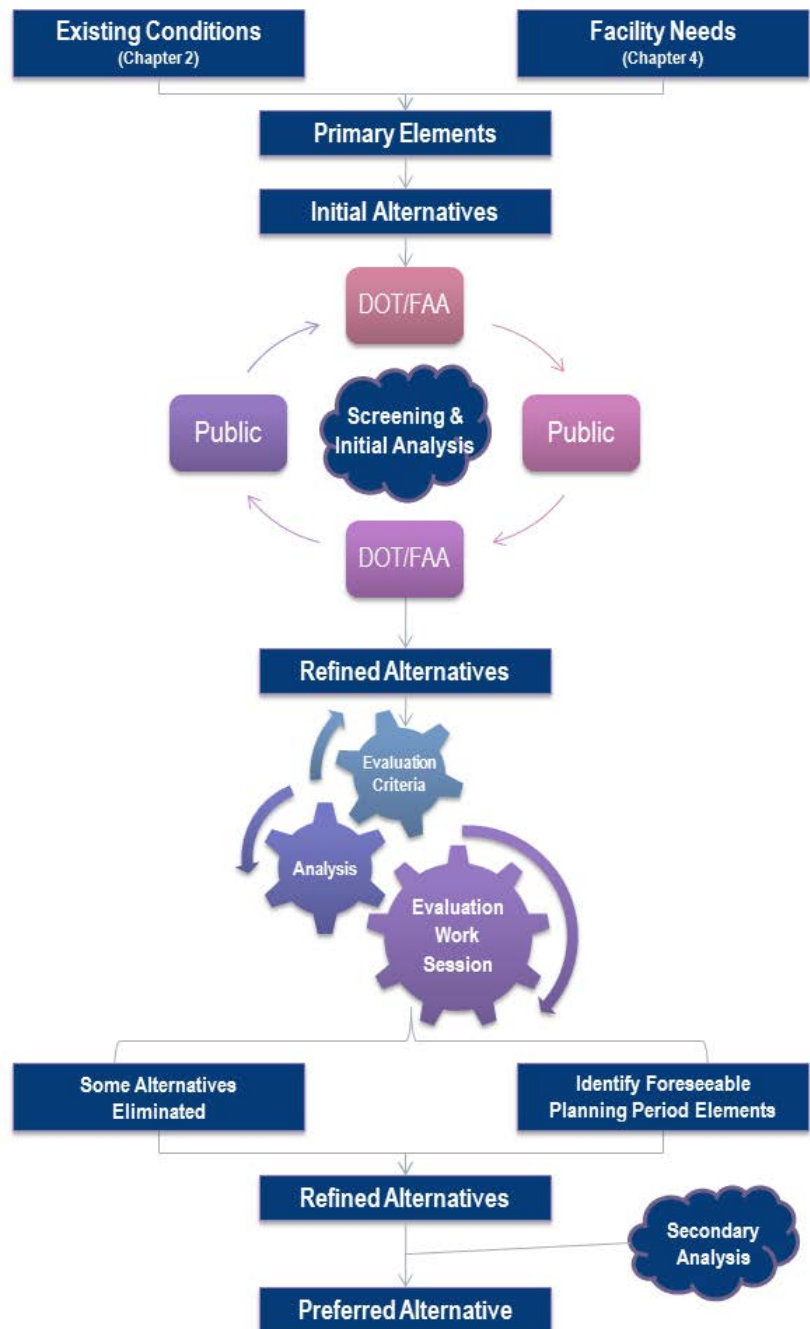 Existing Conditions
(Chapter 2)
Facility Needs
(Chapter 4)
Primary Elements
Initial Alternatives
DOT/FAA
Public
Screening &
Initial Analysis
Public
DOT/FAA
Refined Alternatives
Evaluation
Criteria
Analysis
Evaluation
Work
Session
Some Alternatives
Eliminated
Identify Foreseeable
Planning Period Elements
Refined Alternatives
Secondary
Analysis
Preferred Alternative